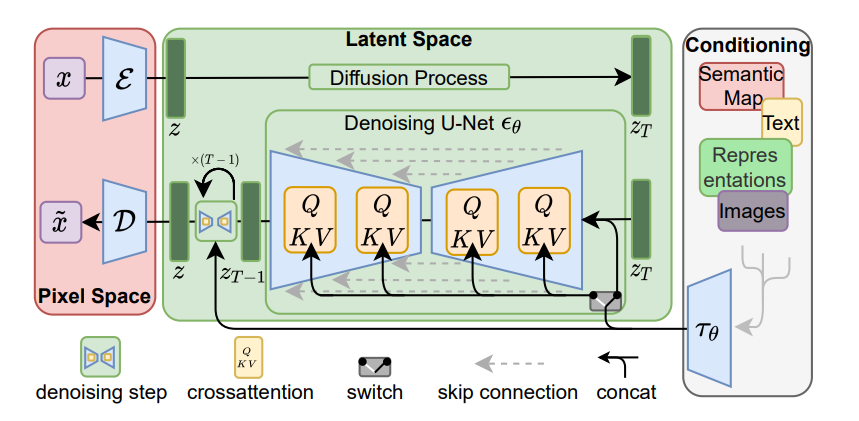 Latent Space
Conditioning
x
ℰ
z
Diffusion Process
z_T
Semantic
Map
Text
Repres
entations
Images
Denoising U-Net ϵ_θ
×(T−1)
x̃
𝒟
z
z_{T−1}
Q
KV
Q
KV
Q
KV
Q
KV
z_T
Pixel Space
τ_θ
Q
KV
denoising step
crossattention
switch
skip connection
concat